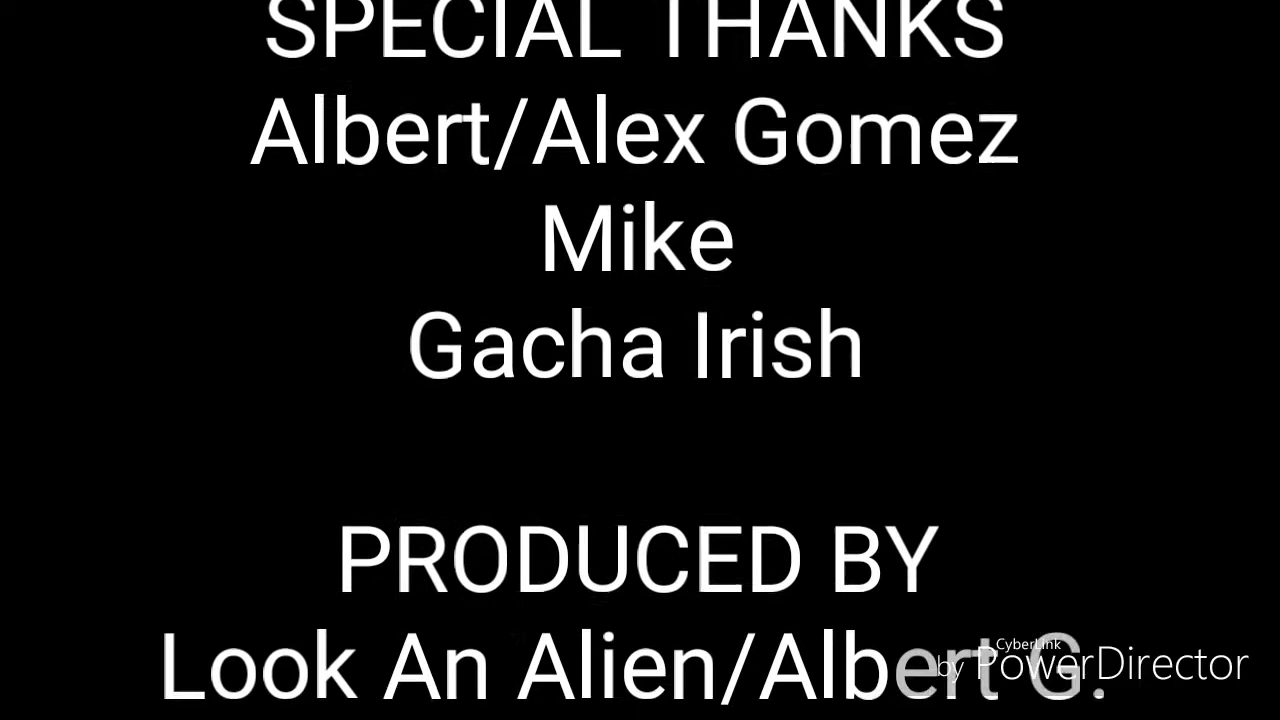 SPECIAL THANKS
Albert/Alex Gomez
Mike
Gacha Irish
PRODUCED BY
Look An Alien/Albert G.
CyberLink
by PowerDirector